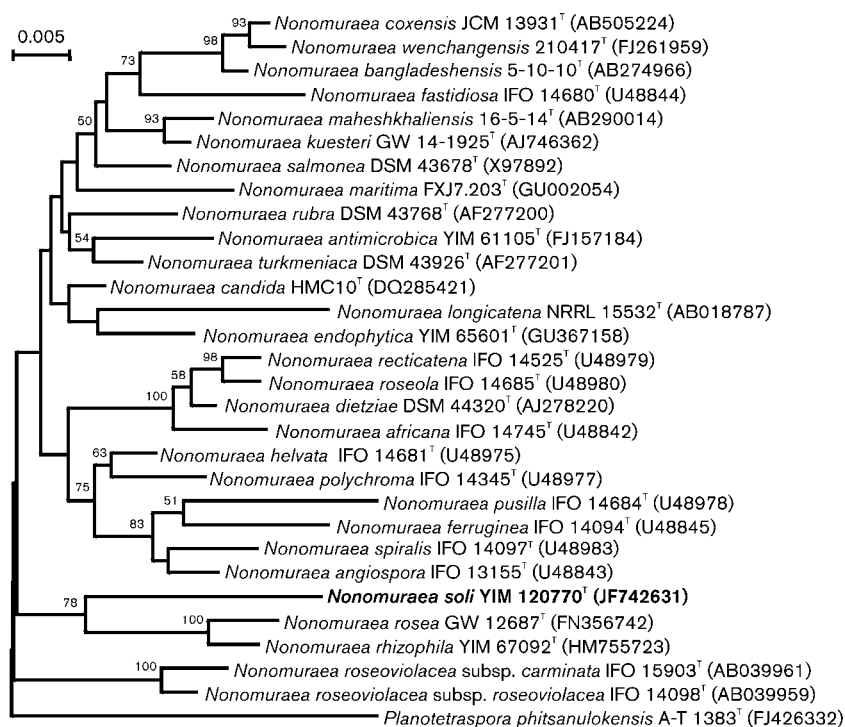 0.005
93
Nonomuraea coxensis JCM 13931ᵀ (AB505224)
98
Nonomuraea wenchangensis 210417ᵀ (FJ261959)
73
Nonomuraea bangladeshensis 5-10-10ᵀ (AB274966)
Nonomuraea fastidiosa IFO 14680ᵀ (U48844)
50
93
Nonomuraea maheshkhaliensis 16-5-14ᵀ (AB290014)
Nonomuraea kuesteri GW 14-1925ᵀ (AJ746362)
Nonomuraea salmonea DSM 43678ᵀ (X97892)
Nonomuraea maritima FXJ7.203ᵀ (GU002054)
Nonomuraea rubra DSM 43768ᵀ (AF277200)
54
Nonomuraea antimicrobica YIM 61105ᵀ (FJ157184)
Nonomuraea turkmeniaca DSM 43926ᵀ (AF277201)
Nonomuraea candida HMC10ᵀ (DQ285421)
Nonomuraea longicatena NRRL 15532ᵀ (AB018787)
Nonomuraea endophytica YIM 65601ᵀ (GU367158)
98
Nonomuraea recticatena IFO 14525ᵀ (U48979)
58
Nonomuraea roseola IFO 14685ᵀ (U48980)
100
Nonomuraea dietziae DSM 44320ᵀ (AJ278220)
Nonomuraea africana IFO 14745ᵀ (U48842)
63
Nonomuraea helvata IFO 14681ᵀ (U48975)
Nonomuraea polychroma IFO 14345ᵀ (U48977)
75
51
Nonomuraea pusilla IFO 14684ᵀ (U48978)
83
Nonomuraea ferruginea IFO 14094ᵀ (U48845)
Nonomuraea spiralis IFO 14097ᵀ (U48983)
Nonomuraea angiospora IFO 13155ᵀ (U48843)
78
Nonomuraea soli YIM 120770ᵀ (JF742631)
100
Nonomuraea rosea GW 12687ᵀ (FN356742)
Nonomuraea rhizophila YIM 67092ᵀ (HM755723)
100
Nonomuraea roseoviolacea subsp. carminata IFO 15903ᵀ (AB039961)
Nonomuraea roseoviolacea subsp. roseoviolacea IFO 14098ᵀ (AB039959)
Planotetraspora phitsanulokensis A-T 1383ᵀ (FJ426332)